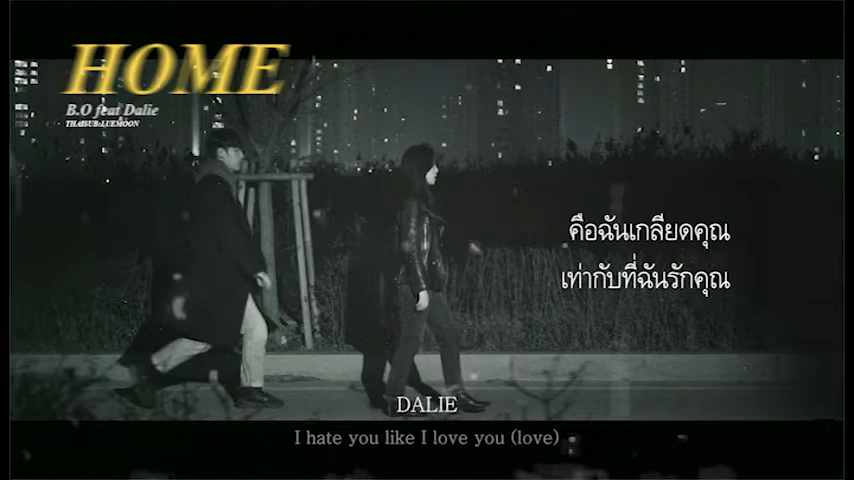 HOME
B.O feat Dalie
THAISUB:LUEMOON
คือฉันเกลียดคุณ
เท่ากับที่ฉันรักคุณ
DALIE
I hate you like I love you (love)